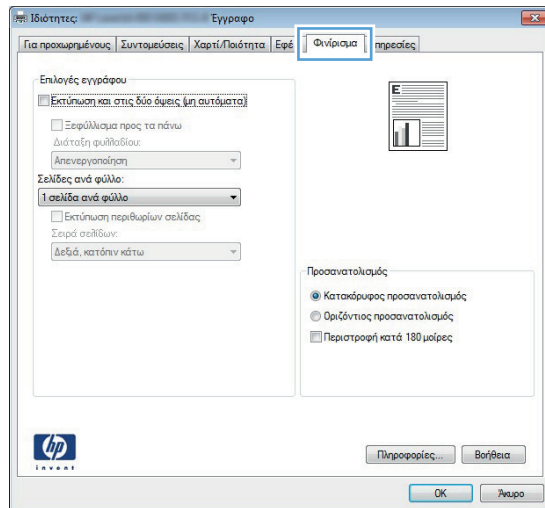 Ιδιότητες: Έγγραφο
Για προχωρημένους Συντομεύσεις Χαρτί/Ποιότητα Εφέ Φινίρισμα πηρεσίες
Επιλογές εγγράφου
Εκτύπωση και στις δύο όψεις (μη αυτόματα)
Ξεφύλλισμα προς τα πάνω
Διάταξη φυλλαδίου:
Απενεργοποίηση
Σελίδες ανά φύλλο:
1 σελίδα ανά φύλλο
Εκτύπωση περιθωρίων σελίδας
Σειρά σελίδων:
Δεξιά, κατόπιν κάτω
E
Προσανατολισμός
Κατακόρυφος προσανατολισμός
Οριζόντιος προσανατολισμός
Περιστροφή κατά 180 μοίρες
hp
invent
Πληροφορίες... Βοήθεια
OK Άκυρο